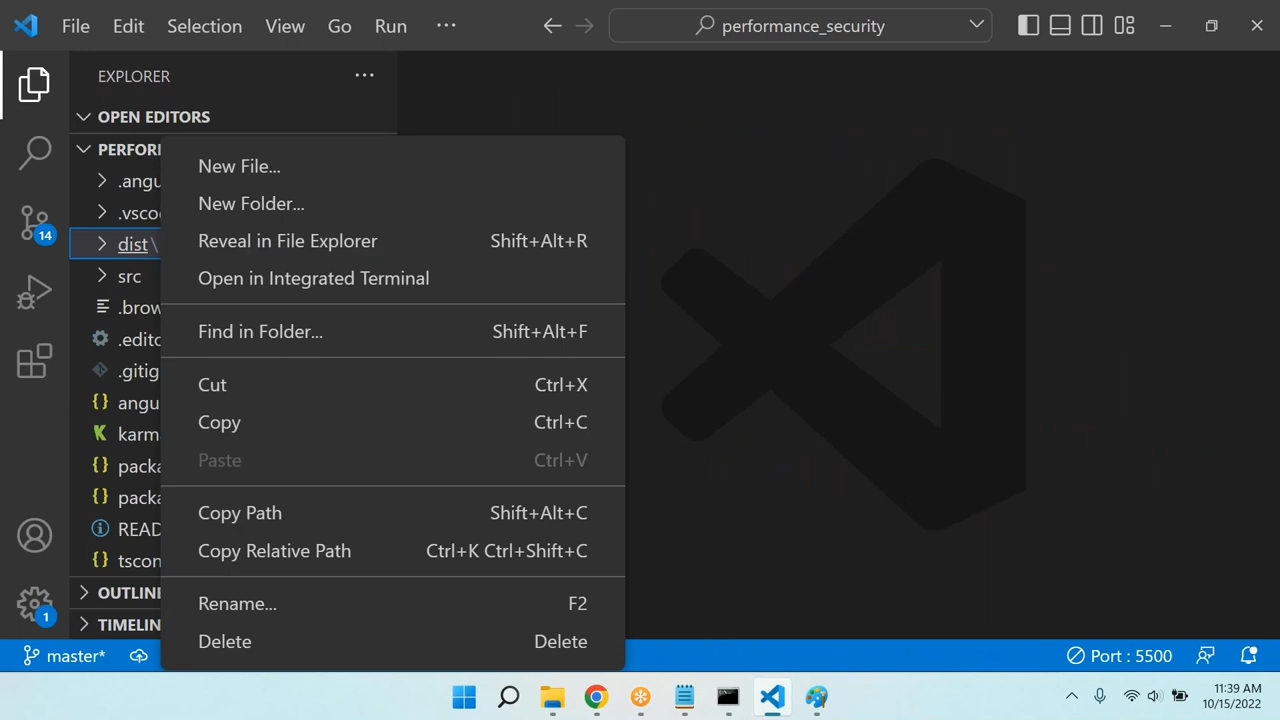 File Edit Selection View Go Run ··· performance_security
EXPLORER ···
OPEN EDITORS
PERFOR
.angu
.vscod
dist\
src
.brow
.edito
.gitig
angu
karma
packa
packa
READ
tscon
OUTLINE
TIMELIN
14
1
New File...
New Folder...
Reveal in File Explorer Shift+Alt+R
Open in Integrated Terminal
Find in Folder... Shift+Alt+F
Cut Ctrl+X
Copy Ctrl+C
Paste Ctrl+V
Copy Path Shift+Alt+C
Copy Relative Path Ctrl+K Ctrl+Shift+C
Rename... F2
Delete Delete
master* Port : 5500
11:39 AM
10/15/2022